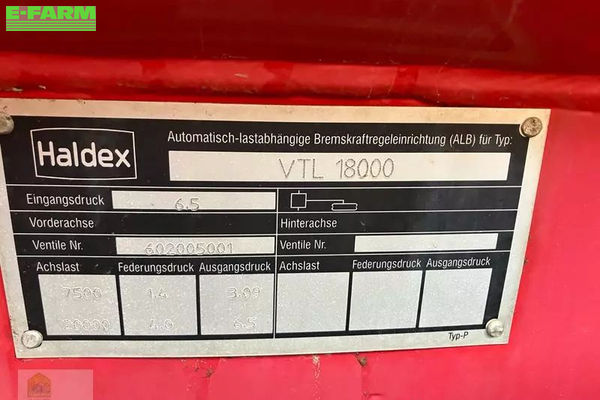 E-FARM
Haldex
Automatisch-lastabhängige Bremskraftregeleinrichtung (ALB) für Typ:
VTL 18000
Eingangsdruck 6.5
Vorderachse Hinterachse
Ventile Nr. 602005001 Ventile Nr.
Achslast Federungsdruck Ausgangsdruck Achslast Federungsdruck Ausgangsdruck
7500 1.4 3.09
20000 4.0 6.5
Typ-P